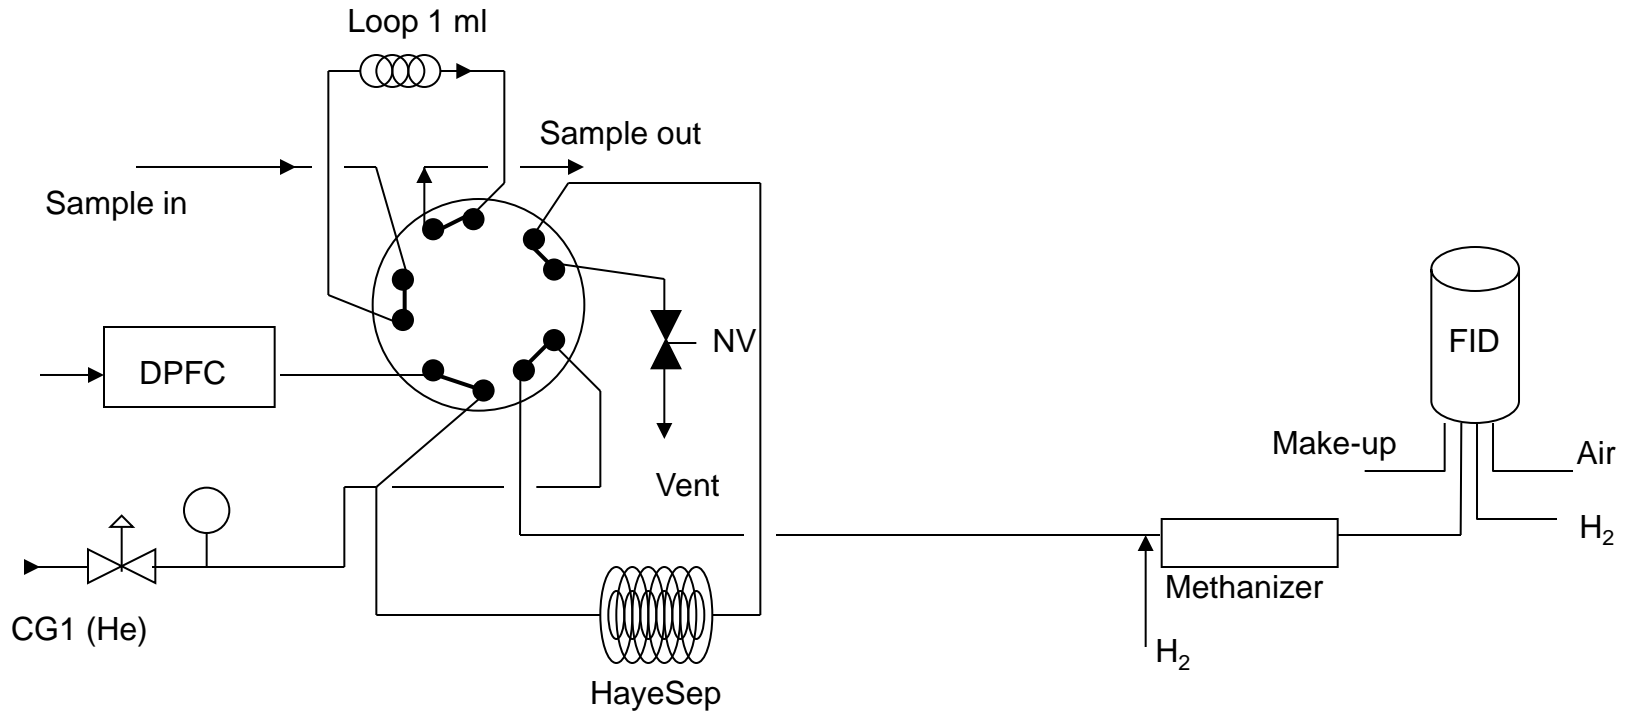 Loop 1 ml
Sample out
Sample in
NV
FID
DPFC
Make-up
Air
Vent
H₂
Methanizer
CG1 (He)
H₂
HayeSep